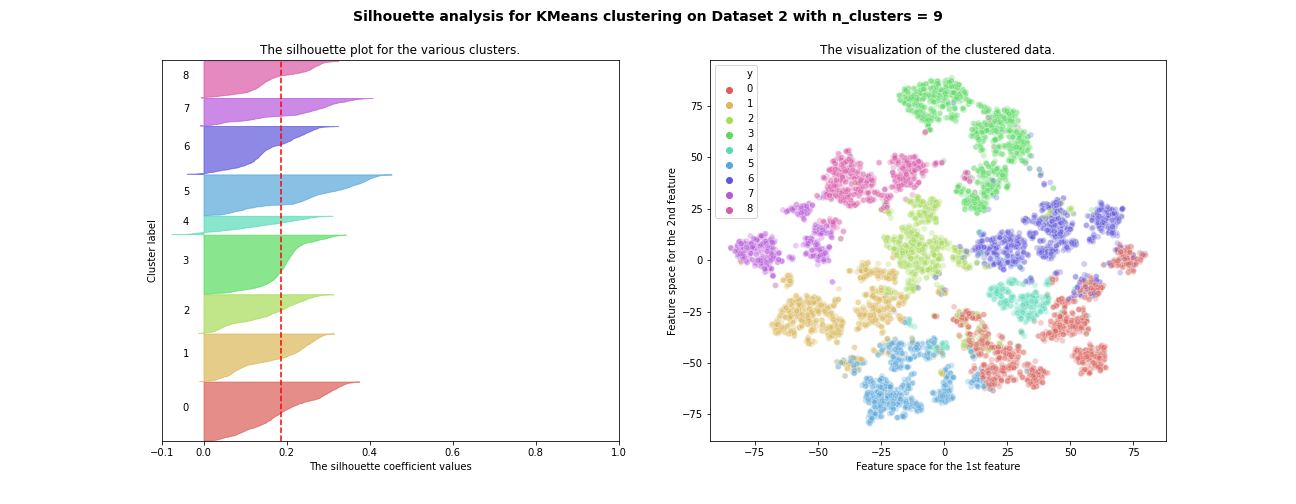 Silhouette analysis for KMeans clustering on Dataset 2 with n_clusters = 9
The silhouette plot for the various clusters.
Cluster label
8
7
6
5
4
3
2
1
0
−0.1 0.0 0.2 0.4 0.6 0.8 1.0
The silhouette coefficient values
The visualization of the clustered data.
Feature space for the 2nd feature
75
50
25
0
−25
−50
−75
y
0
1
2
3
4
5
6
7
8
−75 −50 −25 0 25 50 75
Feature space for the 1st feature